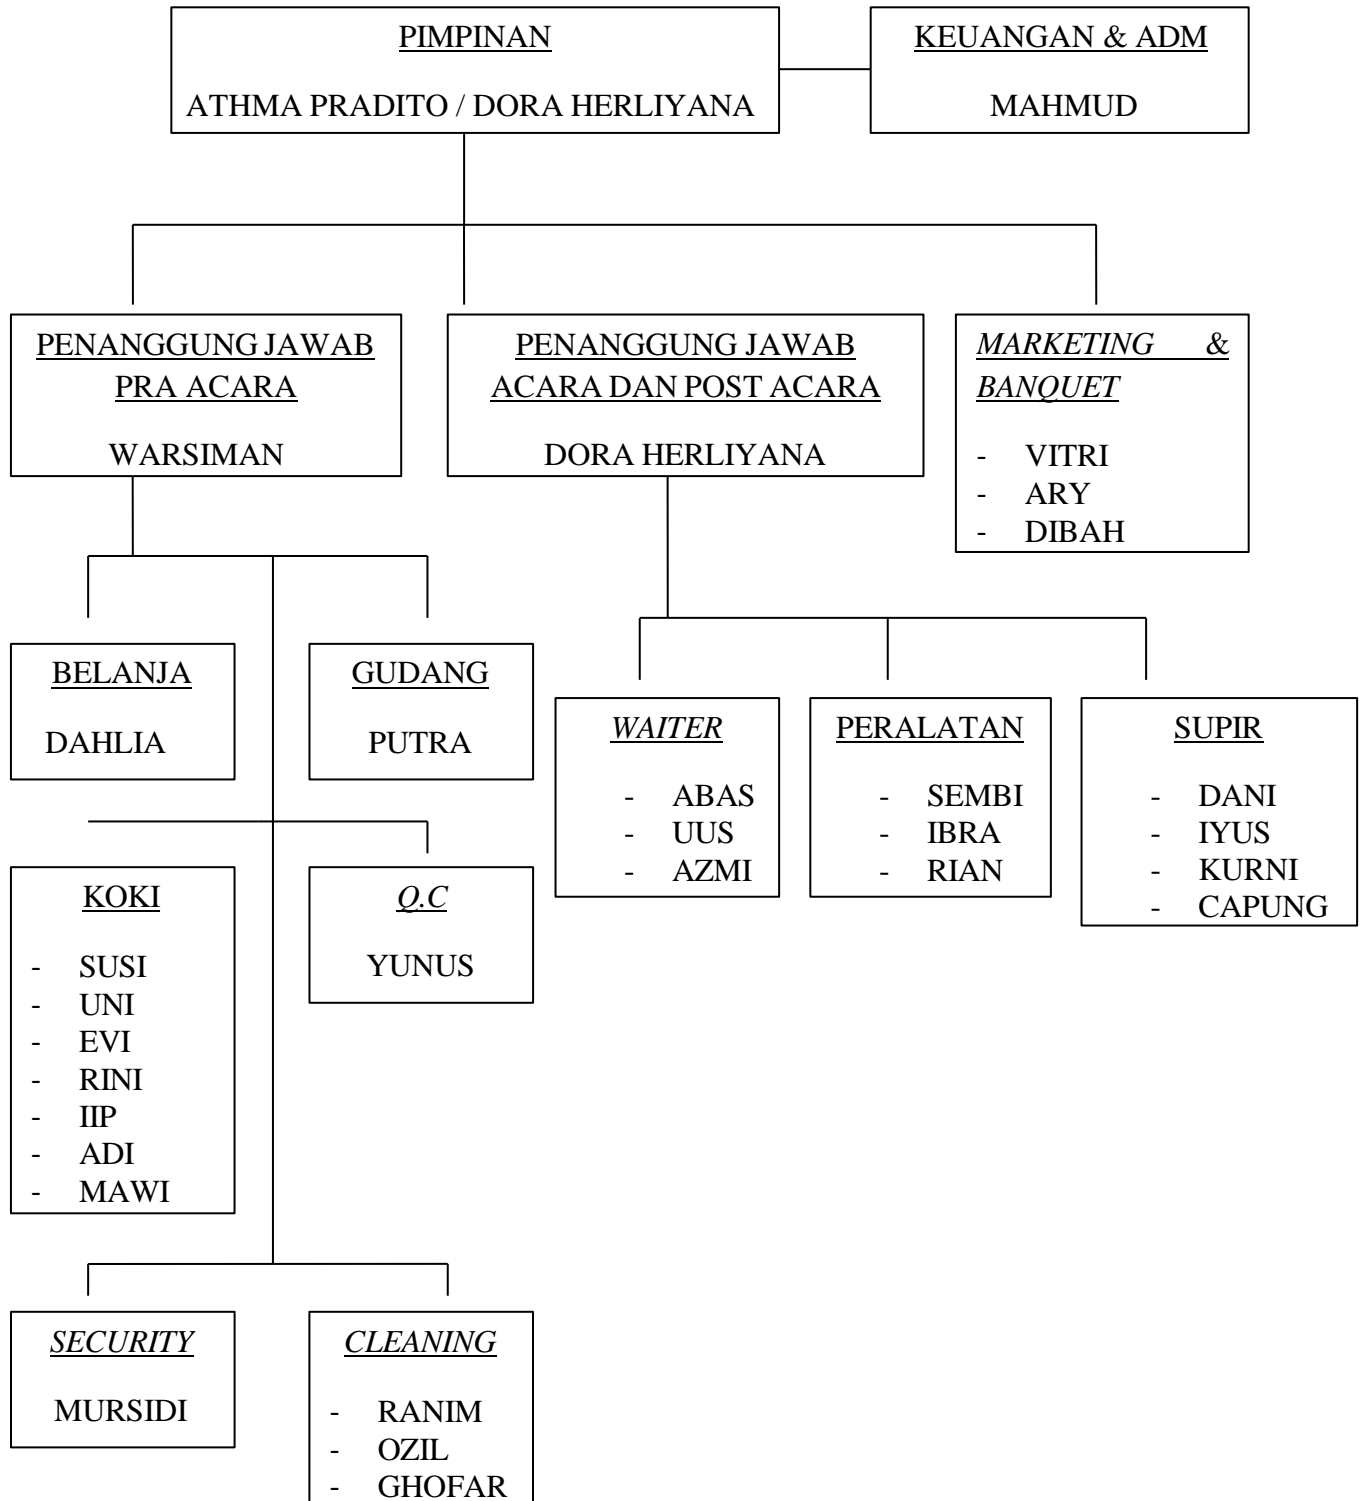 PIMPINAN
ATHMA PRADITO / DORA HERLIYANA
KEUANGAN & ADM
MAHMUD
PENANGGUNG JAWAB
PRA ACARA
WARSIMAN
PENANGGUNG JAWAB
ACARA DAN POST ACARA
DORA HERLIYANA
MARKETING &
BANQUET
- VITRI
- ARY
- DIBAH
BELANJA
DAHLIA
GUDANG
PUTRA
WAITER
- ABAS
- UUS
- AZMI
PERALATAN
- SEMBI
- IBRA
- RIAN
SUPIR
- DANI
- IYUS
- KURNI
- CAPUNG
KOKI
- SUSI
- UNI
- EVI
- RINI
- IIP
- ADI
- MAWI
Q.C
YUNUS
SECURITY
MURSIDI
CLEANING
- RANIM
- OZIL
- GHOFAR